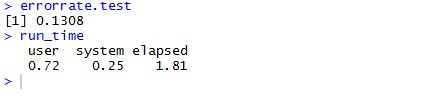 > errorrate.test
[1] 0.1308
> run_time
   user  system elapsed
   0.72    0.25    1.81
>